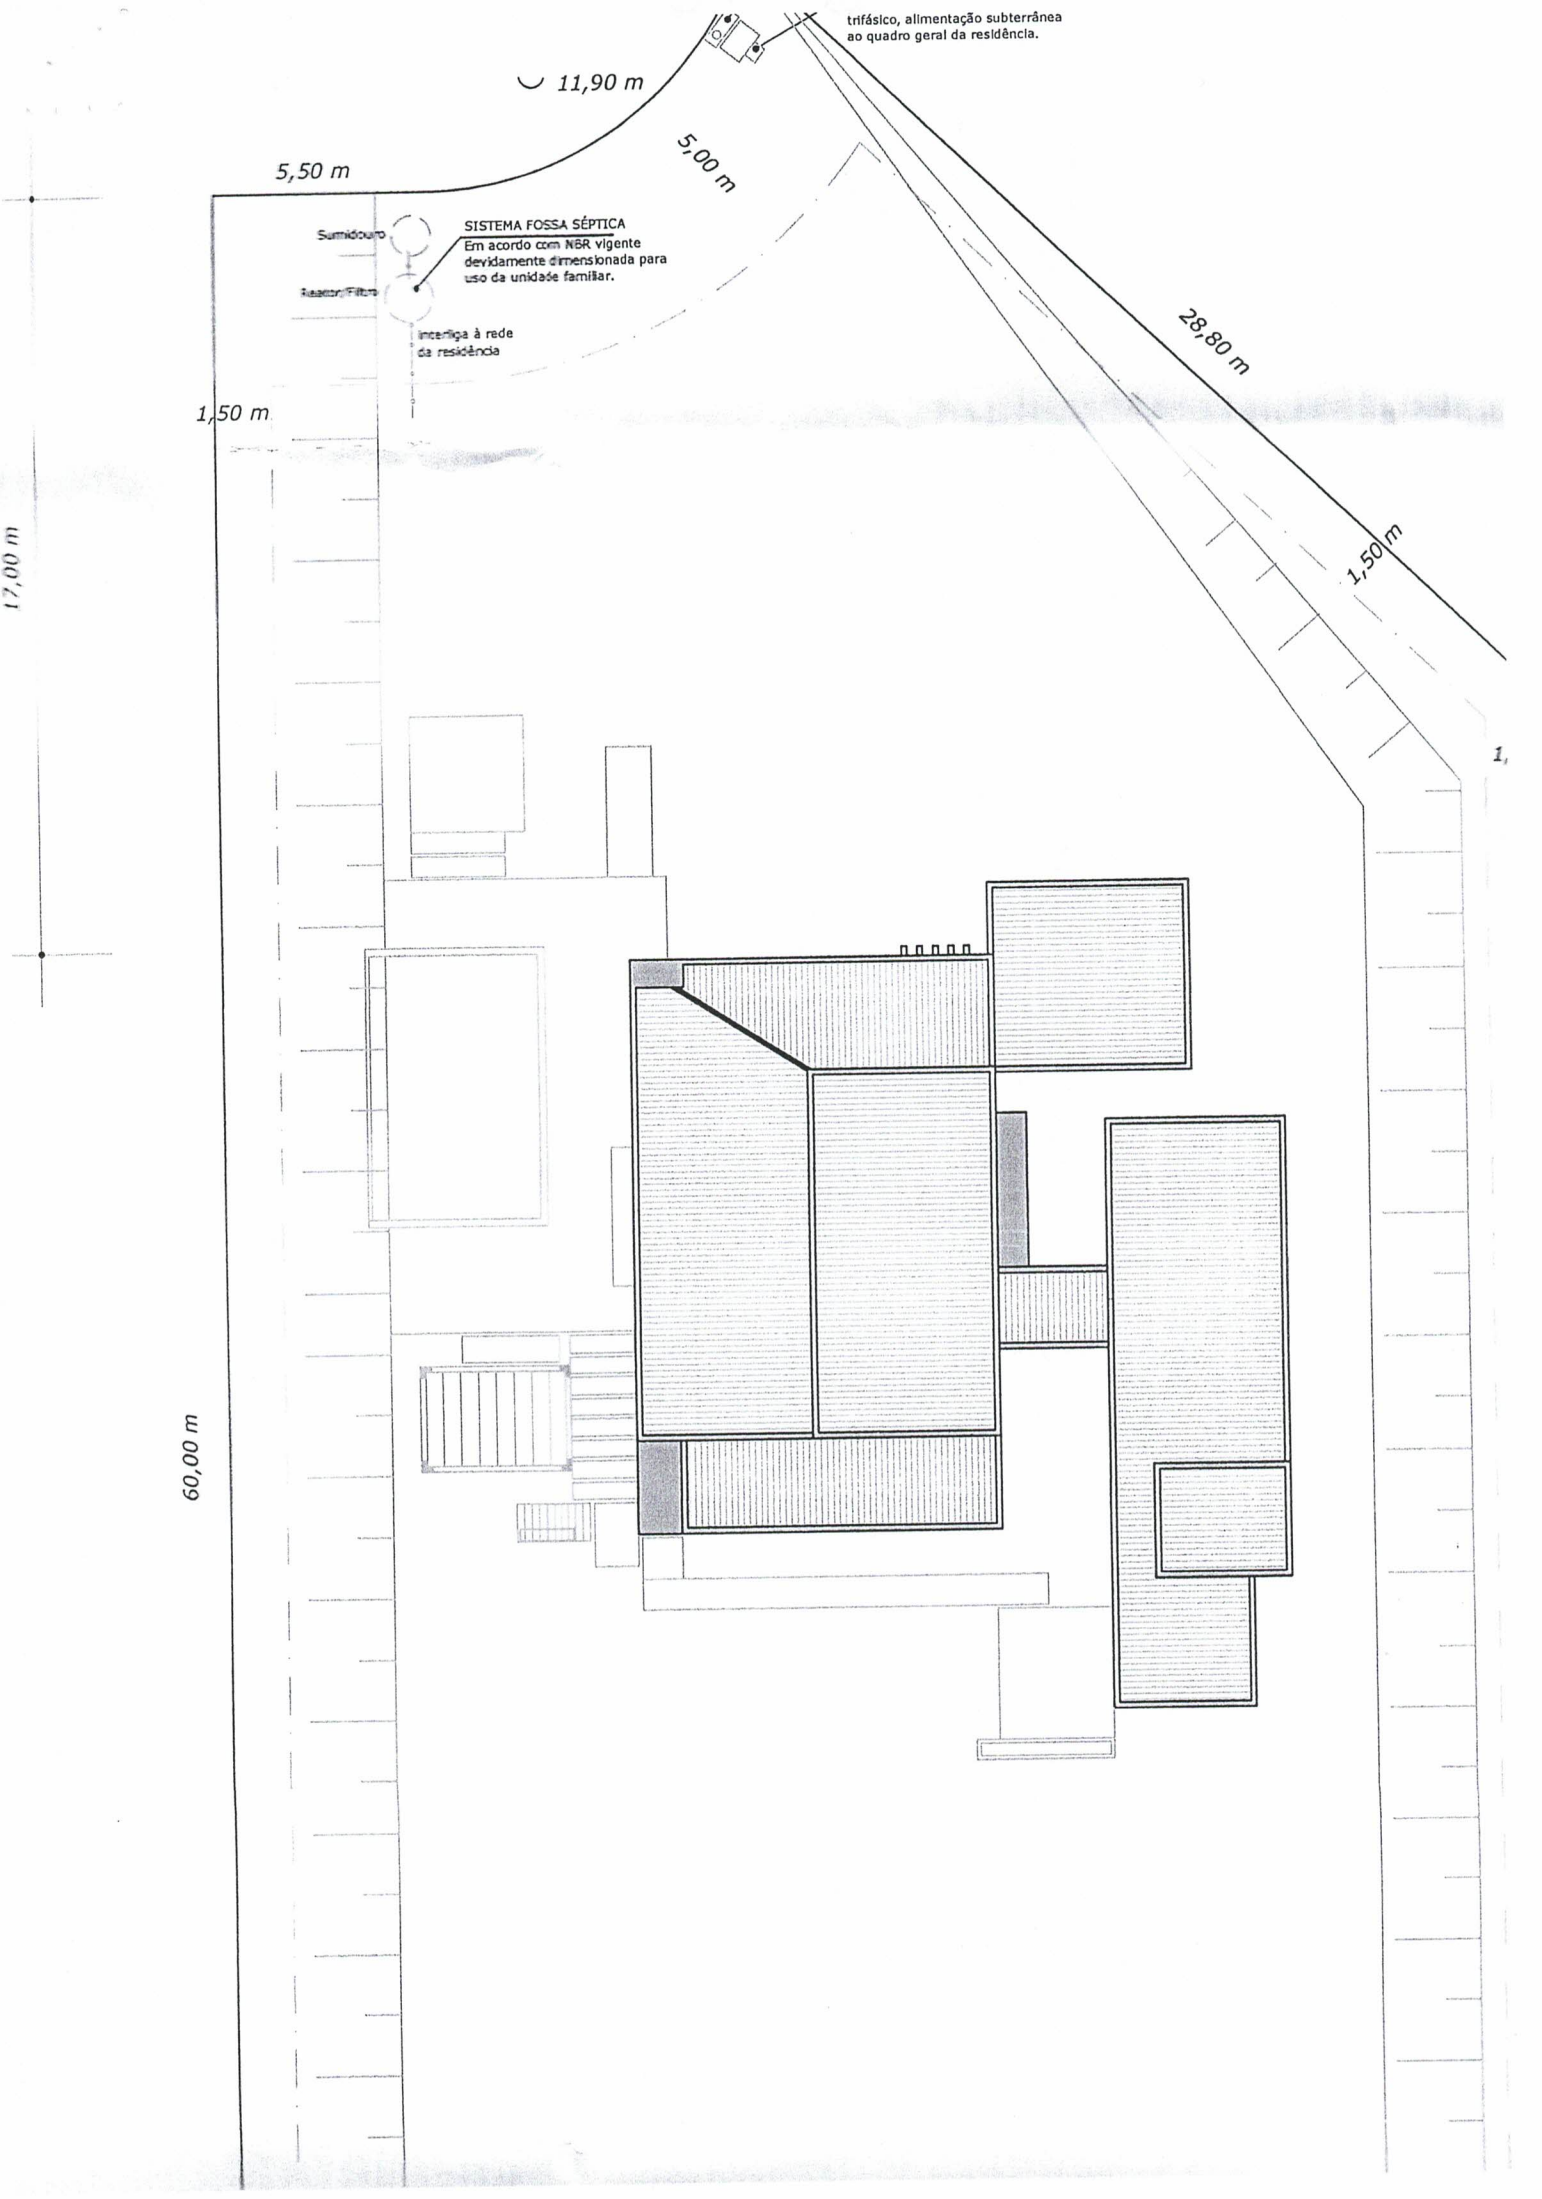 trifásico, alimentação subterrânea
ao quadro geral da residência.
11,90 m
5,50 m
5,00 m
Sumidouro
SISTEMA FOSSA SÉPTICA
Em acordo com NBR vigente
devidamente dimensionada para
uso da unidade familiar.
Reator/Filtro
interliga à rede
da residência
28,80 m
1,50 m
17,00 m
1,50 m
1,
60,00 m